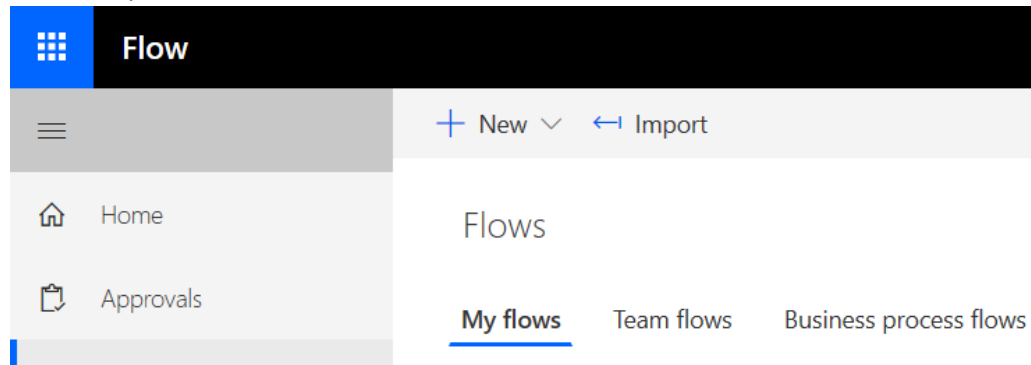 Flow
New Import
Home
Flows
Approvals
My flows Team flows Business process flows